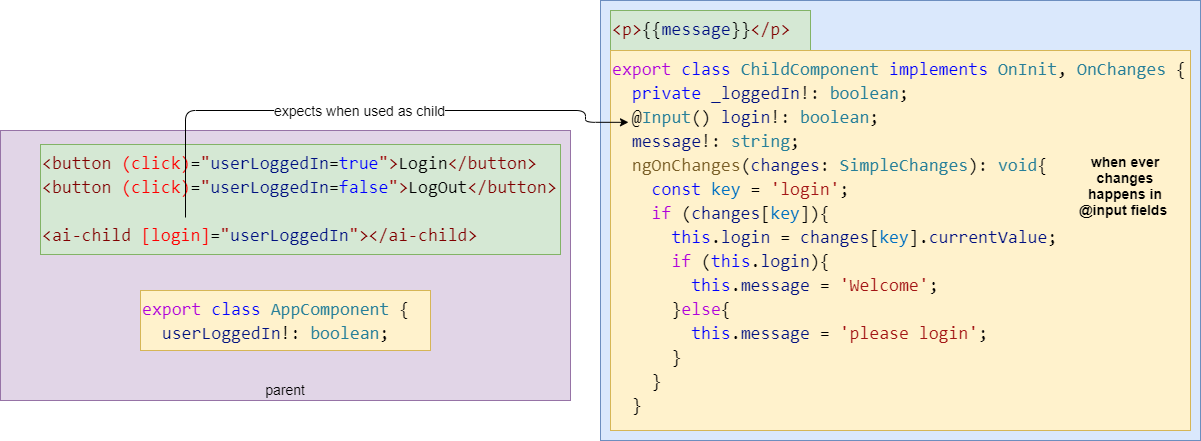 <p>{{message}}</p>
export class ChildComponent implements OnInit, OnChanges {
private _loggedIn!: boolean;
@Input() login!: boolean;
message!: string;
ngOnChanges(changes: SimpleChanges): void{
const key = 'login';
if (changes[key]){
this.login = changes[key].currentValue;
if (this.login){
this.message = 'Welcome';
}else{
this.message = 'please login';
}
}
}
when ever
changes
happens in
@input fields
expects when used as child
<button (click)="userLoggedIn=true">Login</button>
<button (click)="userLoggedIn=false">LogOut</button>
<ai-child [login]="userLoggedIn"></ai-child>
export class AppComponent {
userLoggedIn!: boolean;
parent